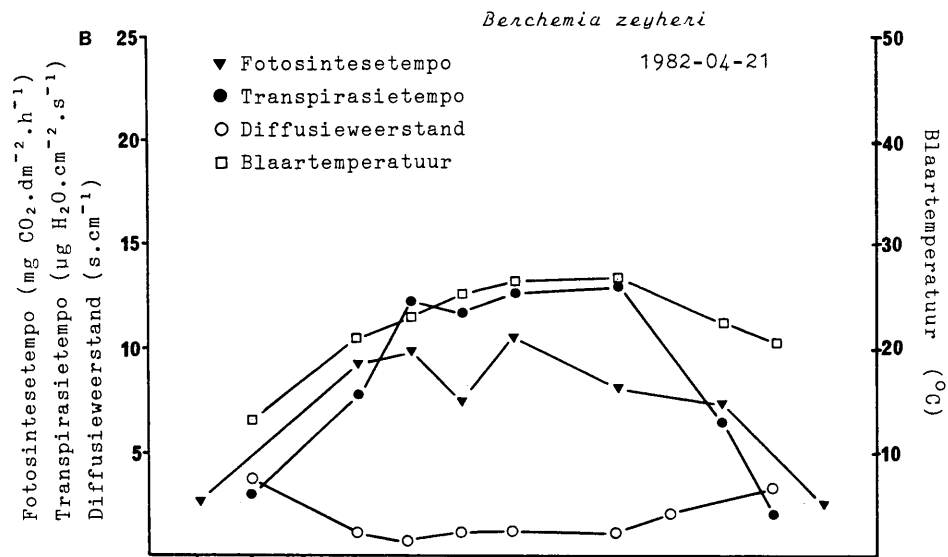 Berchemia zeyheri
B
1982-04-21
▼ Fotosintesetempo
● Transpirasietempo
○ Diffusieweerstand
□ Blaartemperatuur
Fotosintesetempo (mg CO₂.dm⁻².h⁻¹)
Transpirasietempo (µg H₂O.cm⁻².s⁻¹)
Diffusieweerstand (s.cm⁻¹)
25
20
15
10
5
50
40
30
20
10
Blaartemperatuur (°C)